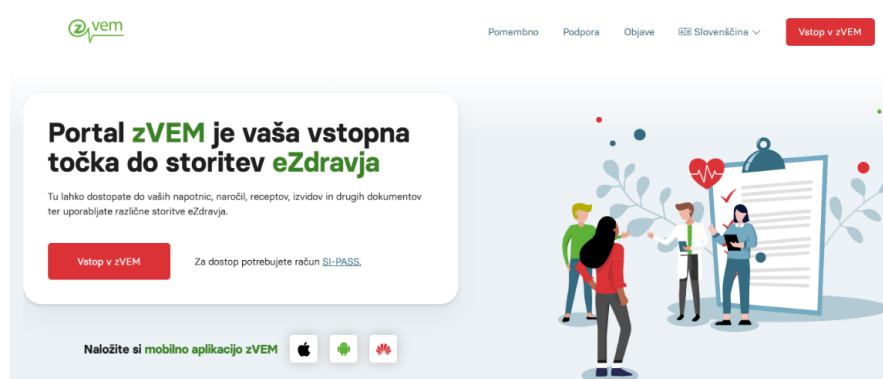 zvem
Pomembno Podpora Objave Slovenščina Vstop v zVEM
Portal zVEM je vaša vstopna
točka do storitev eZdravja
Tu lahko dostopate do vaših napotnic, naročil, receptov, izvidov in drugih dokumentov
ter uporabljate različne storitve eZdravja.
Vstop v zVEM Za dostop potrebujete račun SI-PASS.
Naložite si mobilno aplikacijo zVEM